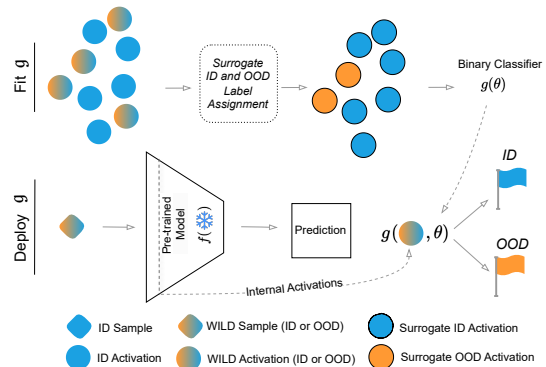 Fit g
Surrogate
ID and OOD
Label
Assignment
Binary Classifier
g(θ)
Deploy g
Pre-trained
Model
f( )
Prediction
g( ,θ)
ID
OOD
Internal Activations
ID Sample
WILD Sample (ID or OOD)
Surrogate ID Activation
ID Activation
WILD Activation (ID or OOD)
Surrogate OOD Activation